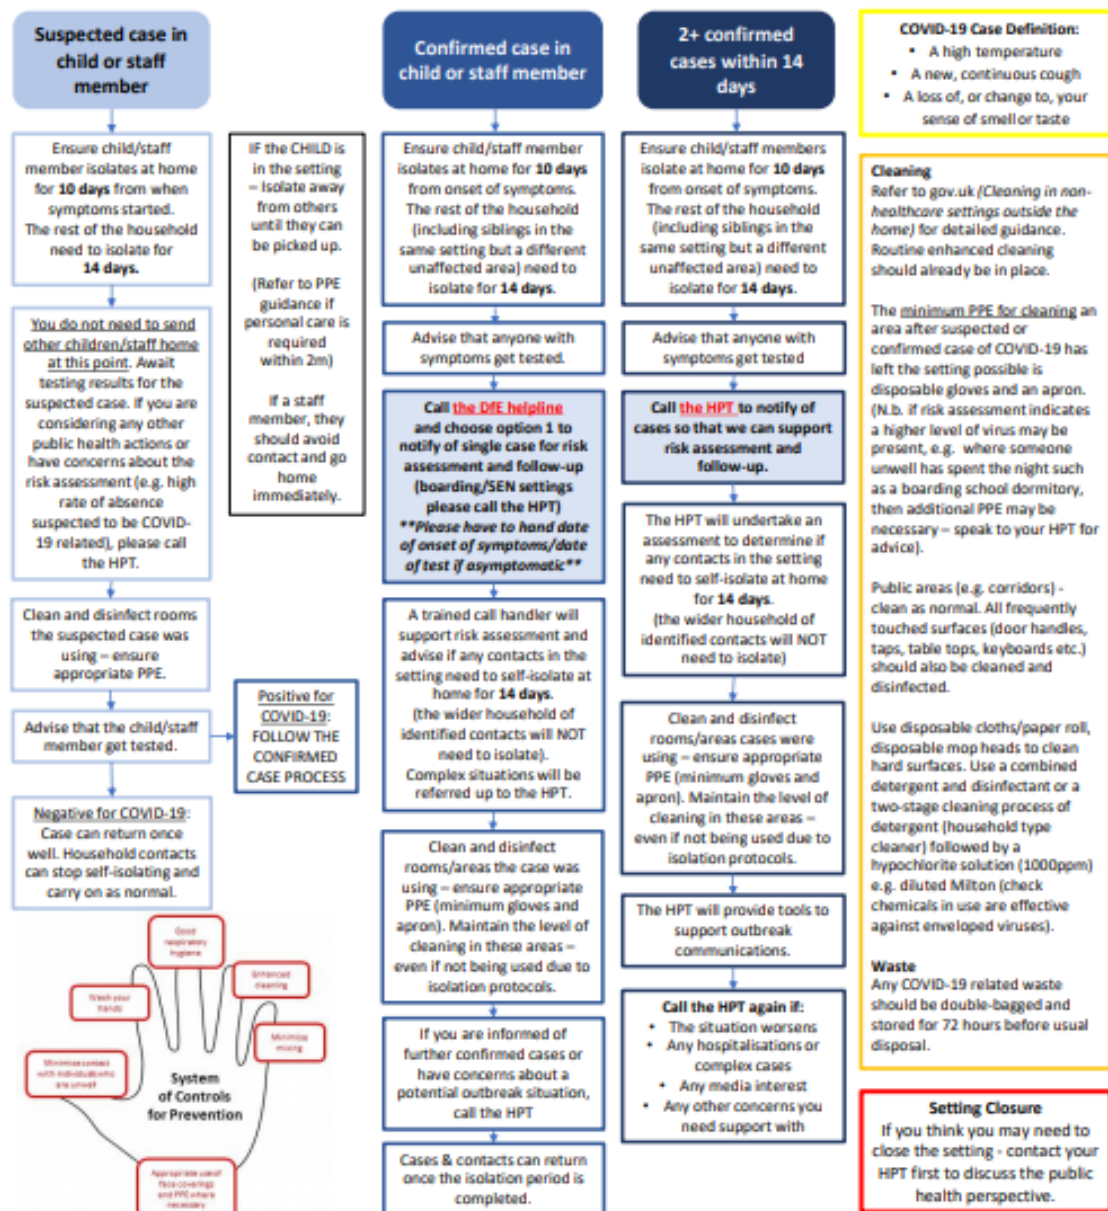 Suspected case in
child or staff
member
Ensure child/staff
member isolates at home
for 10 days from when
symptoms started.
The rest of the household
need to isolate for
14 days.
You do not need to send
other children/staff home
at this point. Await
testing results for the
suspected case. If you are
considering any other
public health actions or
have concerns about the
risk assessment (e.g. high
rate of absence
suspected to be COVID-
19 related), please call
the HPT.
Clean and disinfect rooms
the suspected case was
using – ensure
appropriate PPE.
Advise that the child/staff
member get tested.
Negative for COVID-19:
Case can return once
well. Household contacts
can stop self-isolating and
carry on as normal.
IF the CHILD is
in the setting
– Isolate away
from others
until they can
be picked up.
(Refer to PPE
guidance if
personal care is
required
within 2m)
If a staff
member, they
should avoid
contact and go
home
immediately.
Positive for
COVID-19:
FOLLOW THE
CONFIRMED
CASE PROCESS
Good
respiratory
hygiene
Enhanced
cleaning
Wash your
hands
Minimise
mixing
Minimise contact
with individuals who
are unwell
System
of Controls
for Prevention
Appropriate use of
face coverings
and PPE where
necessary
Confirmed case in
child or staff member
Ensure child/staff member
isolates at home for 10 days
from onset of symptoms.
The rest of the household
(including siblings in the
same setting but a different
unaffected area) need to
isolate for 14 days.
Advise that anyone with
symptoms get tested.
Call the DfE helpline
and choose option 1 to
notify of single case for risk
assessment and follow-up
(boarding/SEN settings
please call the HPT)
**Please have to hand date
of onset of symptoms/date
of test if asymptomatic**
A trained call handler will
support risk assessment and
advise if any contacts in the
setting need to self-isolate at
home for 14 days.
(the wider household of
identified contacts will NOT
need to isolate).
Complex situations will be
referred up to the HPT.
Clean and disinfect
rooms/areas the case was
using – ensure appropriate
PPE (minimum gloves and
apron). Maintain the level of
cleaning in these areas –
even if not being used due to
isolation protocols.
If you are informed of
further confirmed cases or
have concerns about a
potential outbreak situation,
call the HPT
Cases & contacts can return
once the isolation period is
completed.
2+ confirmed
cases within 14
days
Ensure child/staff members
isolate at home for 10 days
from onset of symptoms.
The rest of the household
(including siblings in the
same setting but a different
unaffected area) need to
isolate for 14 days.
Advise that anyone with
symptoms get tested
Call the HPT to notify of
cases so that we can support
risk assessment and
follow-up.
The HPT will undertake an
assessment to determine if
any contacts in the setting
need to self-isolate at home
for 14 days.
(the wider household of
identified contacts will NOT
need to isolate)
Clean and disinfect
rooms/areas cases were
using – ensure appropriate
PPE (minimum gloves and
apron). Maintain the level of
cleaning in these areas –
even if not being used due to
isolation protocols.
The HPT will provide tools to
support outbreak
communications.
Call the HPT again if:
• The situation worsens
• Any hospitalisations or
complex cases
• Any media interest
• Any other concerns you
need support with
COVID-19 Case Definition:
• A high temperature
• A new, continuous cough
• A loss of, or change to, your
sense of smell or taste
Cleaning
Refer to gov.uk (Cleaning in non-
healthcare settings outside the
home) for detailed guidance.
Routine enhanced cleaning
should already be in place.
The minimum PPE for cleaning an
area after suspected or
confirmed case of COVID-19 has
left the setting possible is
disposable gloves and an apron.
(N.b. if risk assessment indicates
a higher level of virus may be
present, e.g. where someone
unwell has spent the night such
as a boarding school dormitory,
then additional PPE may be
necessary – speak to your HPT for
advice).
Public areas (e.g. corridors) -
clean as normal. All frequently
touched surfaces (door handles,
taps, table tops, keyboards etc.)
should also be cleaned and
disinfected.
Use disposable cloths/paper roll,
disposable mop heads to clean
hard surfaces. Use a combined
detergent and disinfectant or a
two-stage cleaning process of
detergent (household type
cleaner) followed by a
hypochlorite solution (1000ppm)
e.g. diluted Milton (check
chemicals in use are effective
against enveloped viruses).
Waste
Any COVID-19 related waste
should be double-bagged and
stored for 72 hours before usual
disposal.
Setting Closure
If you think you may need to
close the setting - contact your
HPT first to discuss the public
health perspective.